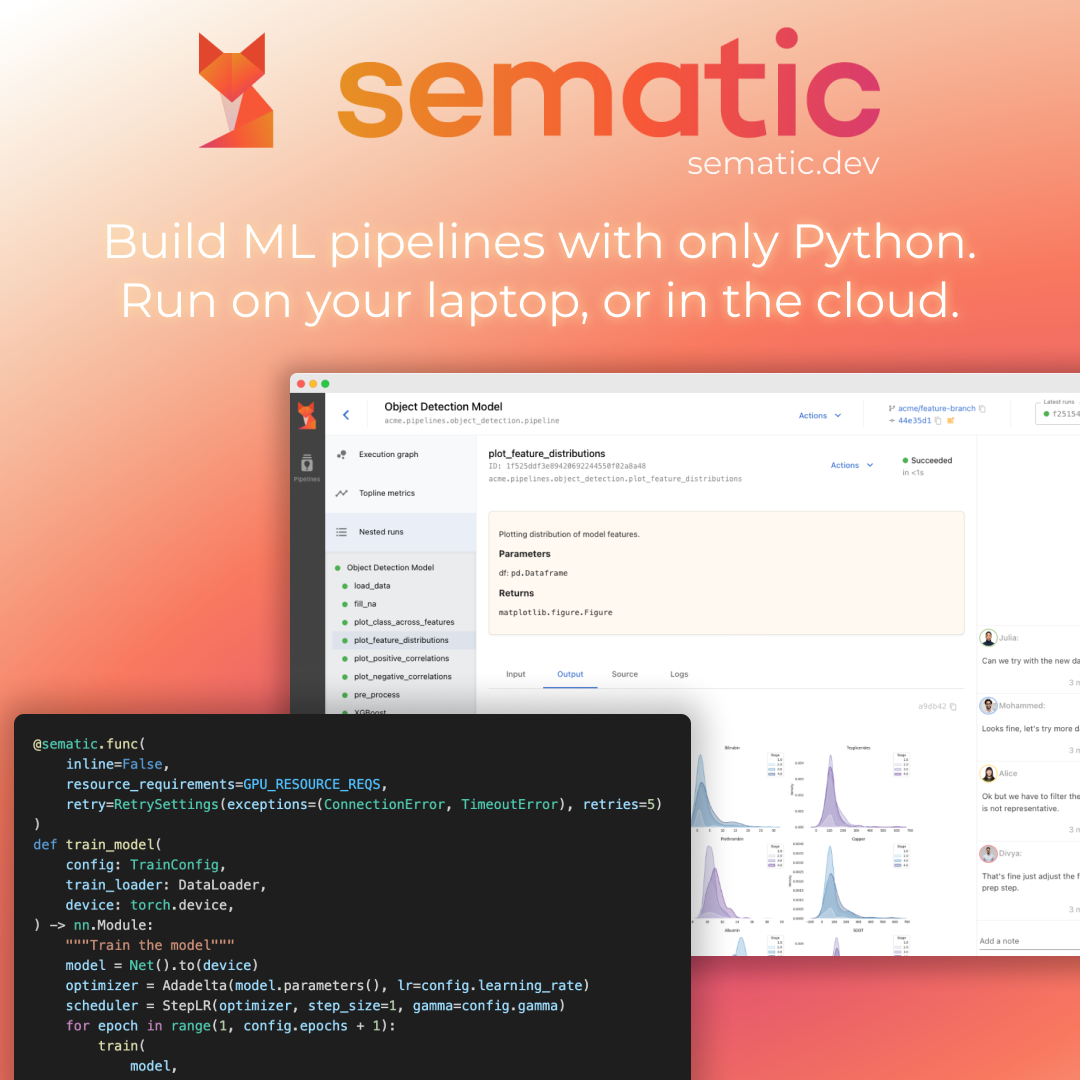 sematic
sematic.dev
Build ML pipelines with only Python.
Run on your laptop, or in the cloud.
Object Detection Model
acme.pipelines.object_detection.pipeline
Actions
acme/feature-branch
44e35d1
Latest runs
f25154
Pipelines
Execution graph
Topline metrics
Nested runs
Object Detection Model
load_data
fill_na
plot_class_across_features
plot_feature_distributions
plot_positive_correlations
plot_negative_correlations
pre_process
XGBoost
plot_feature_distributions
ID: 1f525ddf3e89420692244550f02a8a48
acme.pipelines.object_detection.plot_feature_distributions
Actions
Succeeded
in <1s
Plotting distribution of model features.
Parameters
df: pd.Dataframe
Returns
matplotlib.figure.Figure
Input Output Source Logs
a9db42
Bilirubin
Tryglicerides
Prothrombin
Copper
Albumin
SGOT
Julia:
Can we try with the new da
Mohammed:
Looks fine, let's try more d
Alice
Ok but we have to filter the
is not representative.
Divya:
That's fine just adjust the f
prep step.
Add a note
@sematic.func(
    inline=False,
    resource_requirements=GPU_RESOURCE_REQS,
    retry=RetrySettings(exceptions=(ConnectionError, TimeoutError), retries=5)
)
def train_model(
    config: TrainConfig,
    train_loader: DataLoader,
    device: torch.device,
) -> nn.Module:
    """Train the model"""
    model = Net().to(device)
    optimizer = Adadelta(model.parameters(), lr=config.learning_rate)
    scheduler = StepLR(optimizer, step_size=1, gamma=config.gamma)
    for epoch in range(1, config.epochs + 1):
        train(
            model,